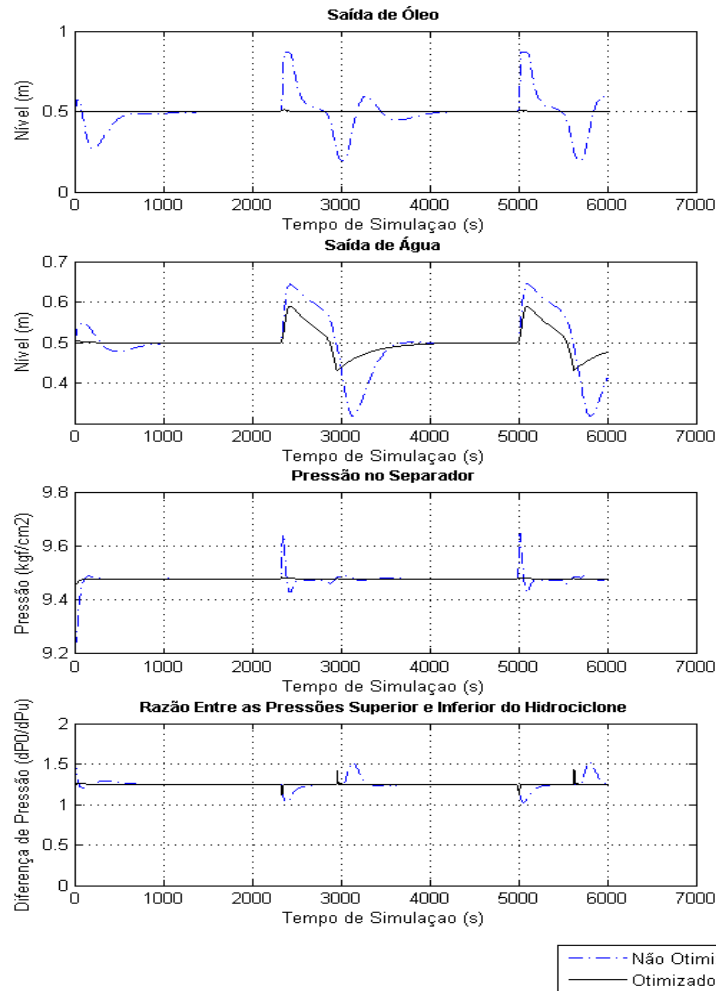 Saída de Óleo
1
0.5
0
Nível (m)
0 1000 2000 3000 4000 5000 6000 7000
Tempo de Simulaçao (s)
Saída de Água
0.7
0.6
0.5
0.4
Nível (m)
0 1000 2000 3000 4000 5000 6000 7000
Tempo de Simulaçao (s)
Pressão no Separador
9.8
9.6
9.4
9.2
Pressão (kgf/cm2)
0 1000 2000 3000 4000 5000 6000 7000
Tempo de Simulaçao (s)
Razão Entre as Pressões Superior e Inferior do Hidrociclone
2
1.5
1
0.5
0
Diferença de Pressão (dP0/dPu)
0 1000 2000 3000 4000 5000 6000 7000
Tempo de Simulaçao (s)
Não Otimi
Otimizado